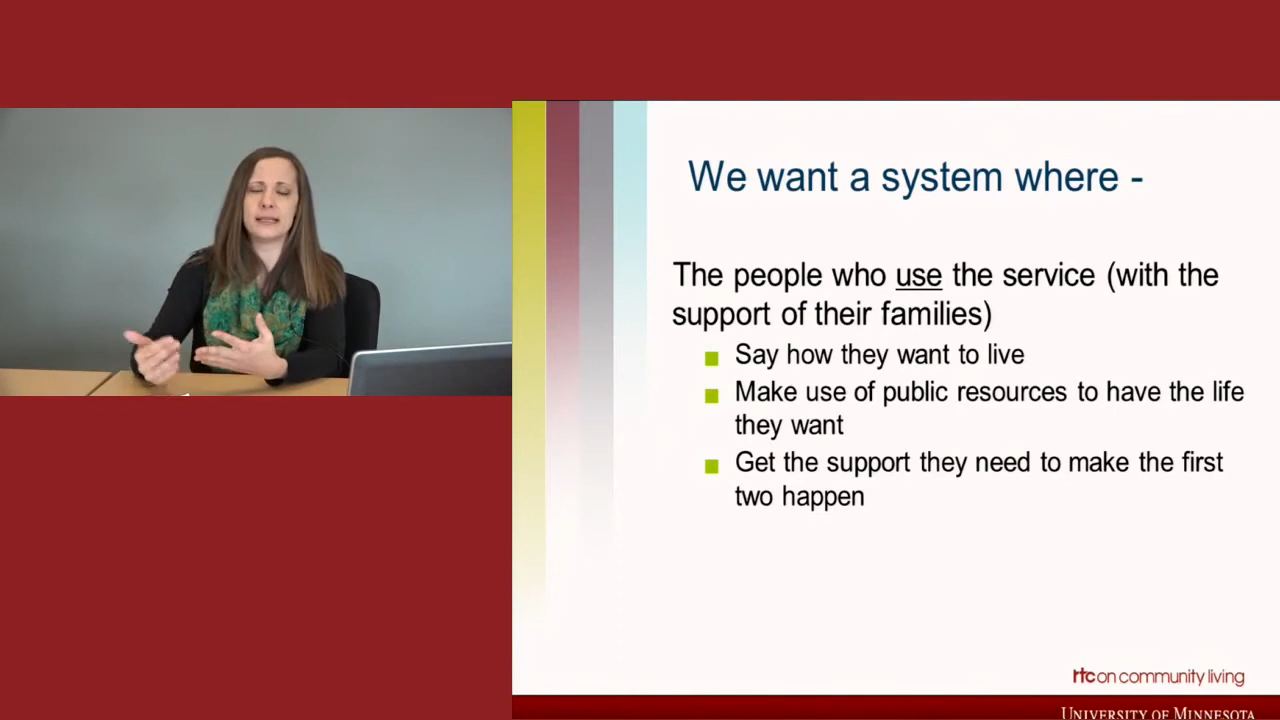 We want a system where -
The people who use the service (with the
support of their families)
Say how they want to live
Make use of public resources to have the life
they want
Get the support they need to make the first
two happen
rtc on community living
UNIVERSITY OF MINNESOTA